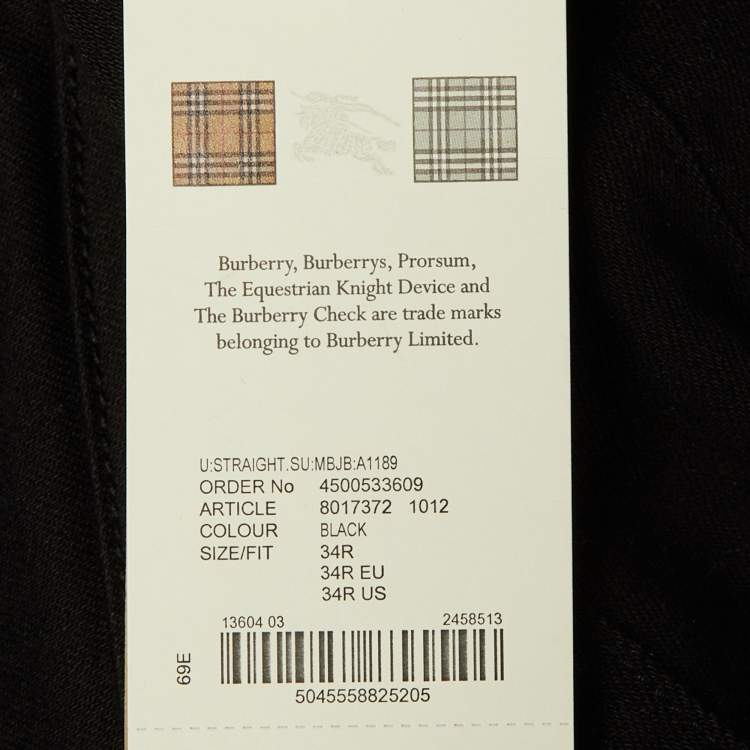 Burberry, Burberrys, Prorsum,
The Equestrian Knight Device and
The Burberry Check are trade marks
belonging to Burberry Limited.
U:STRAIGHT.SU:MBJB:A1189
ORDER No 4500533609
ARTICLE 8017372 1012
COLOUR BLACK
SIZE/FIT 34R
34R EU
34R US
13604 03 2458513
69E
5045558825205